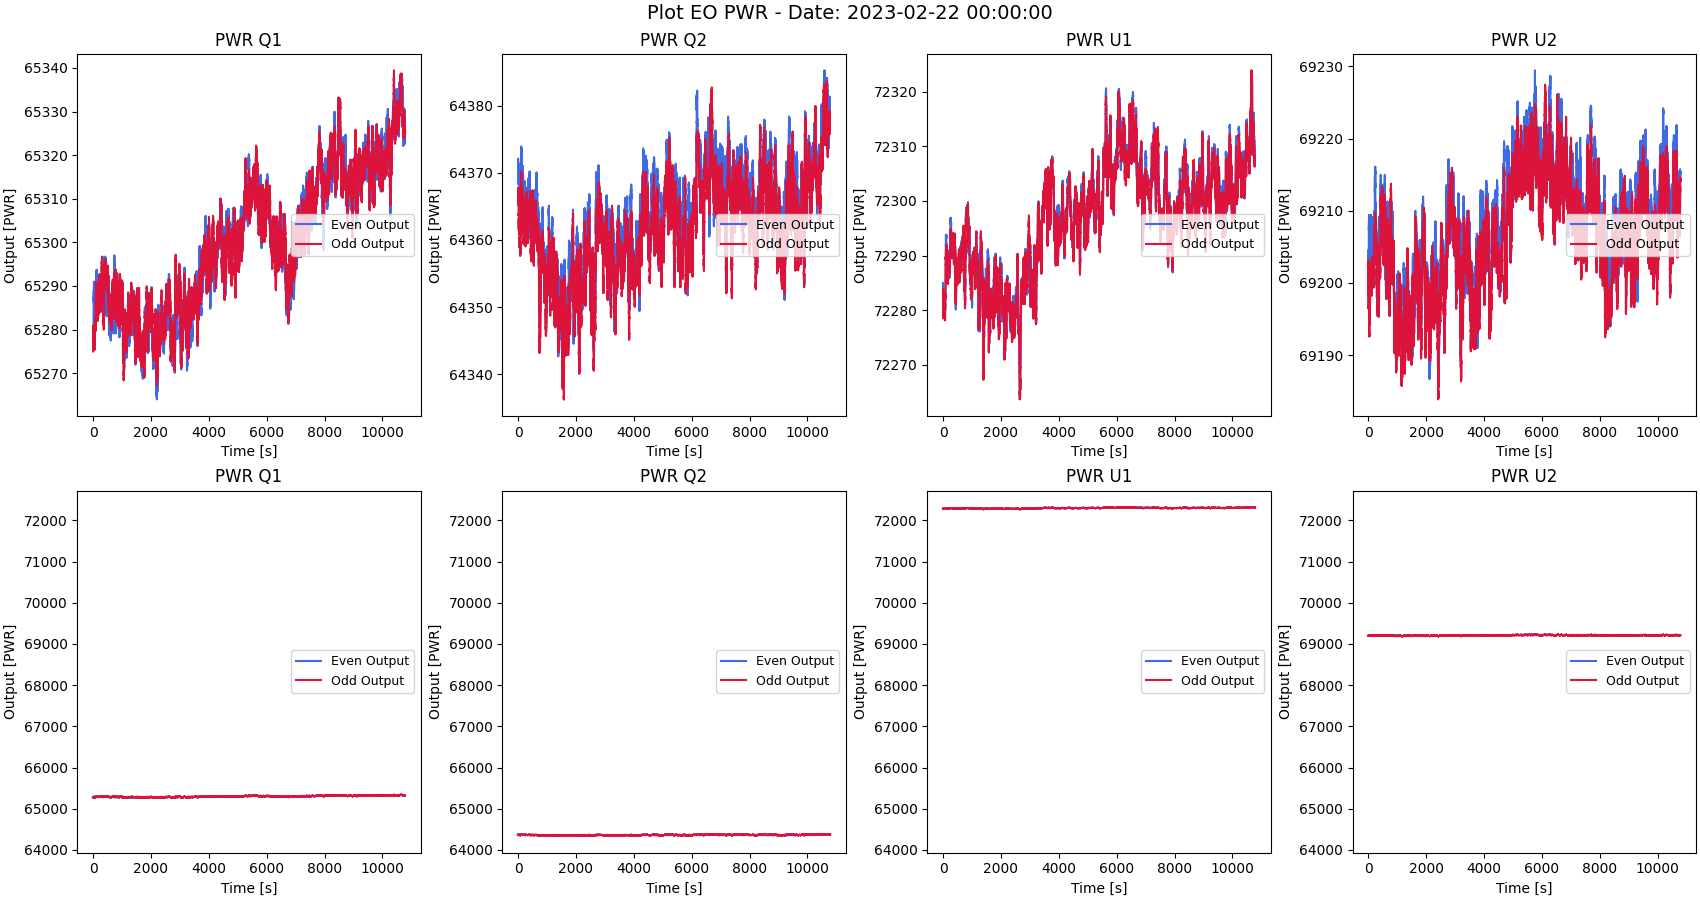 Plot EO PWR - Date: 2023-02-22 00:00:00
PWR Q1
Output [PWR]
65340
65330
65320
65310
65300
65290
65280
65270
Even Output
Odd Output
0 2000 4000 6000 8000 10000
Time [s]
PWR Q2
Output [PWR]
64380
64370
64360
64350
64340
Even Output
Odd Output
0 2000 4000 6000 8000 10000
Time [s]
PWR U1
Output [PWR]
72320
72310
72300
72290
72280
72270
Even Output
Odd Output
0 2000 4000 6000 8000 10000
Time [s]
PWR U2
Output [PWR]
69230
69220
69210
69200
69190
Even Output
Odd Output
0 2000 4000 6000 8000 10000
Time [s]
PWR Q1
Output [PWR]
72000
71000
70000
69000
68000
67000
66000
65000
64000
Even Output
Odd Output
0 2000 4000 6000 8000 10000
Time [s]
PWR Q2
Output [PWR]
72000
71000
70000
69000
68000
67000
66000
65000
64000
Even Output
Odd Output
0 2000 4000 6000 8000 10000
Time [s]
PWR U1
Output [PWR]
72000
71000
70000
69000
68000
67000
66000
65000
64000
Even Output
Odd Output
0 2000 4000 6000 8000 10000
Time [s]
PWR U2
Output [PWR]
72000
71000
70000
69000
68000
67000
66000
65000
64000
Even Output
Odd Output
0 2000 4000 6000 8000 10000
Time [s]